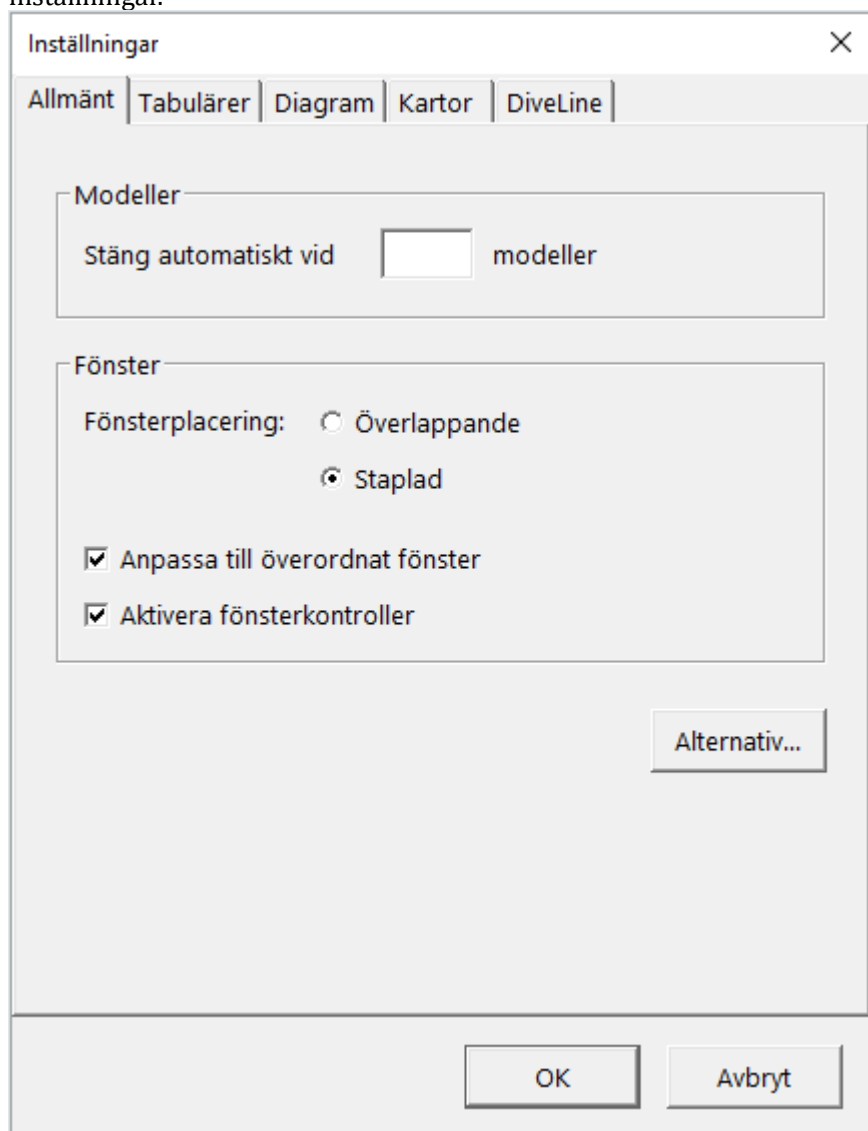 inställningar.
Inställningar
Allmänt Tabulärer Diagram Kartor DiveLine
Modeller
Stäng automatiskt vid modeller
Fönster
Fönsterplacering: Överlappande
Staplad
Anpassa till överordnat fönster
Aktivera fönsterkontroller
Alternativ...
OK Avbryt